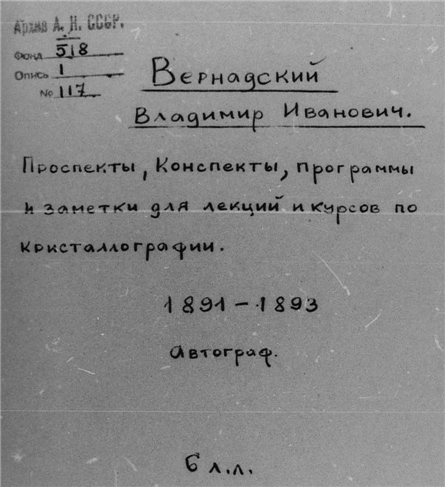 Архив А. Н. СССР.
Фонд 518
Опись 1
№ 117
Вернадский
Владимир Иванович.
Проспекты, Конспекты, программы
и заметки для лекций и курсов по
кристаллографии.
1891-1893
Автограф.
6 л.л.